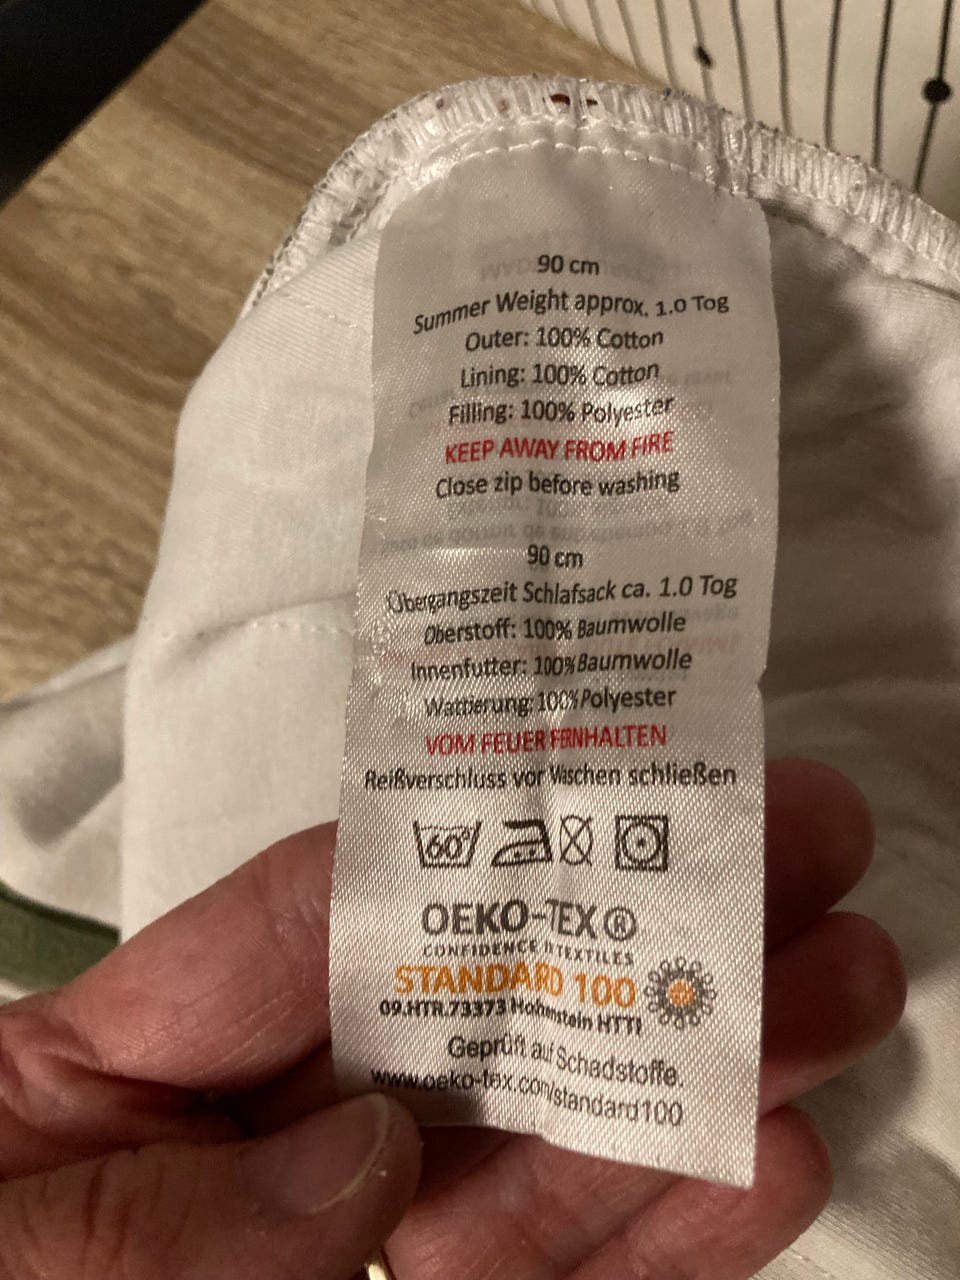 90 cm
Summer Weight approx. 1.0 Tog
Outer: 100% Cotton
Lining: 100% Cotton
Filling: 100% Polyester
KEEP AWAY FROM FIRE
Close zip before washing
90 cm
Übergangszeit Schlafsack ca. 1.0 Tog
Oberstoff: 100% Baumwolle
Innenfutter: 100%Baumwolle
Wattierung:100%Polyester
VOM FEUER FERNHALTEN
Reißverschluss vor Waschen schließen
60°
OEKO-TEX®
CONFIDENCE IN TEXTILES
STANDARD 100
09.HTR.73373 Hohenstein HTTI
Geprüft auf Schadstoffe.
www.oeko-tex.com/standard100